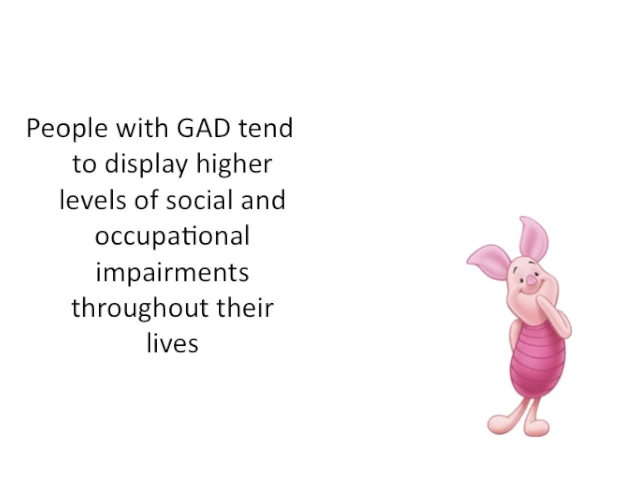 People with GAD tend
to display higher
levels of social and
occupational
impairments
throughout their
lives